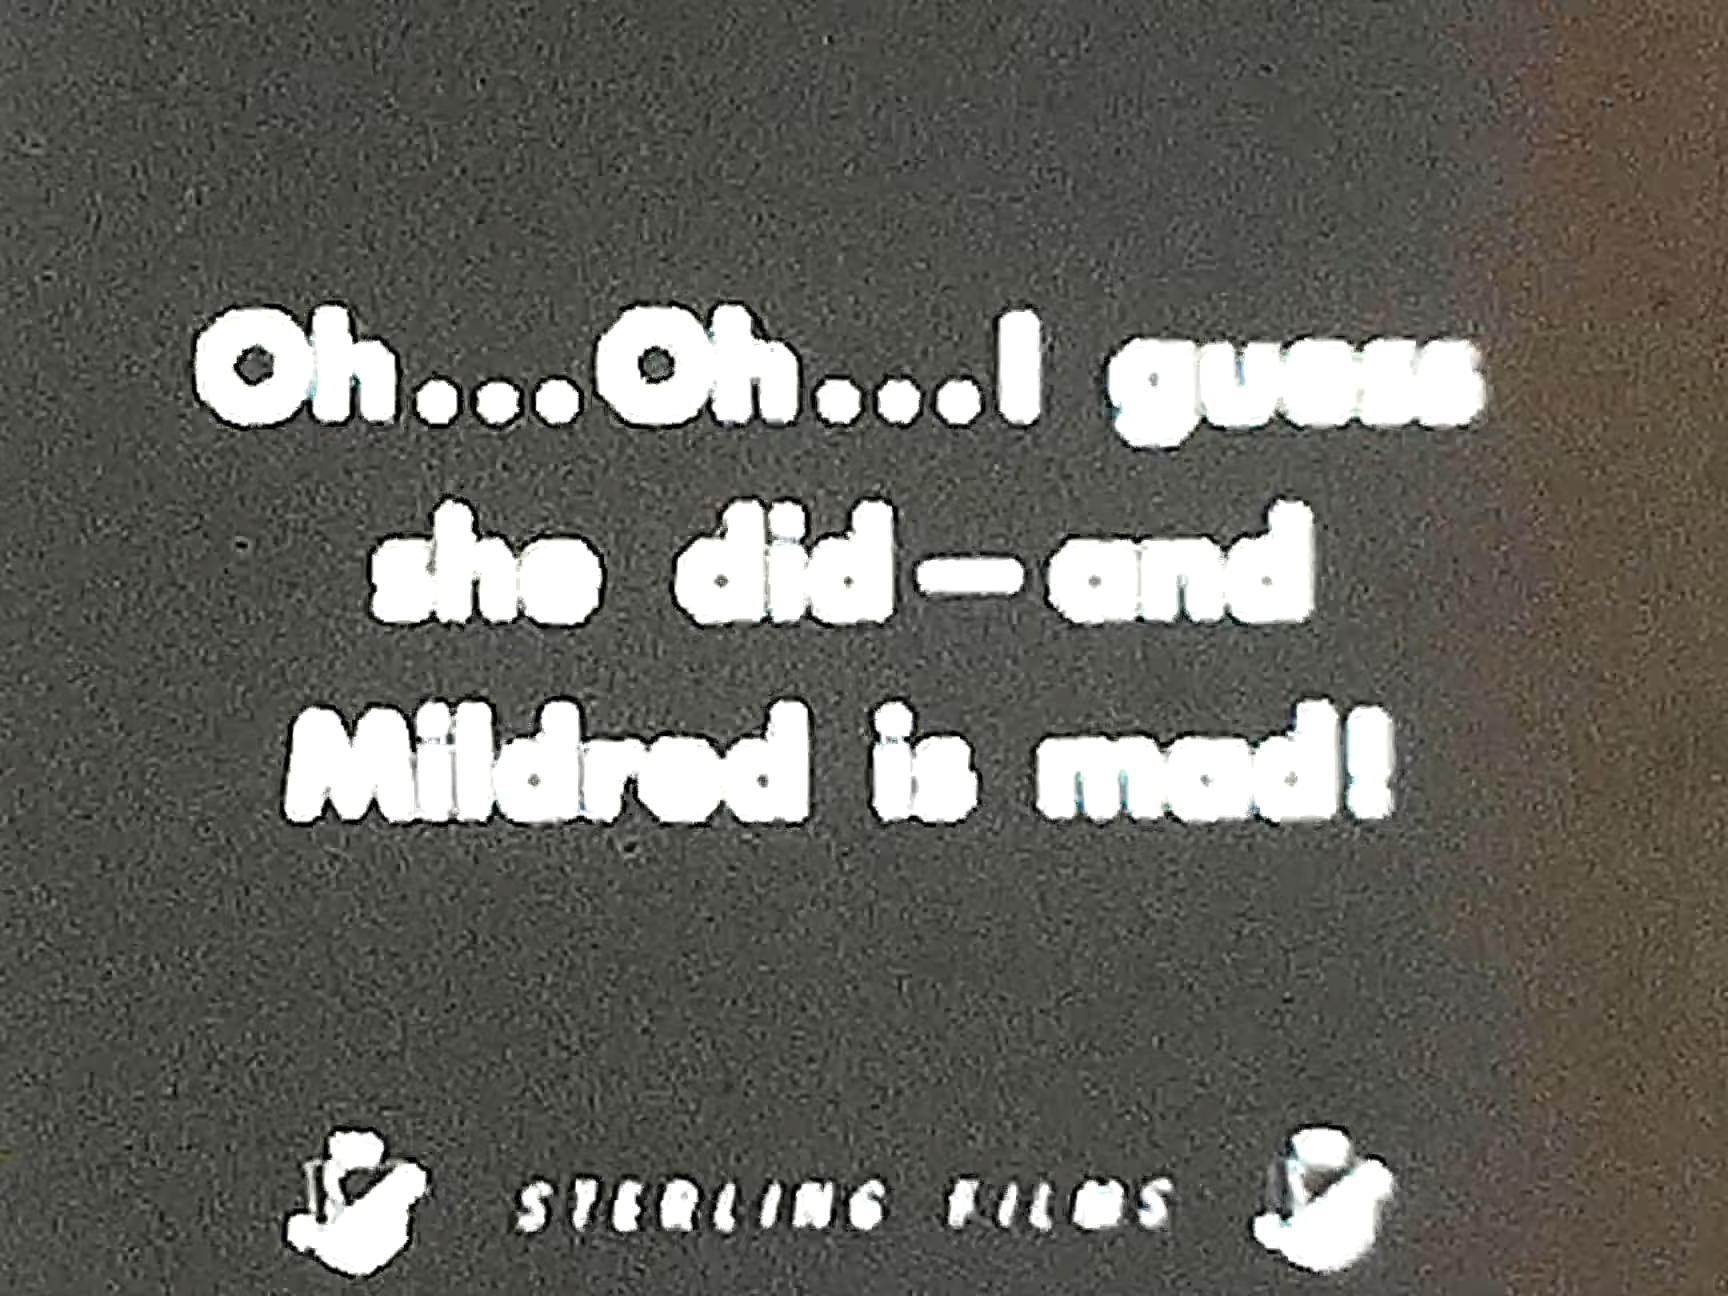 Oh...Oh...I guess
she did—and
Mildred is mad!
STERLING FILMS